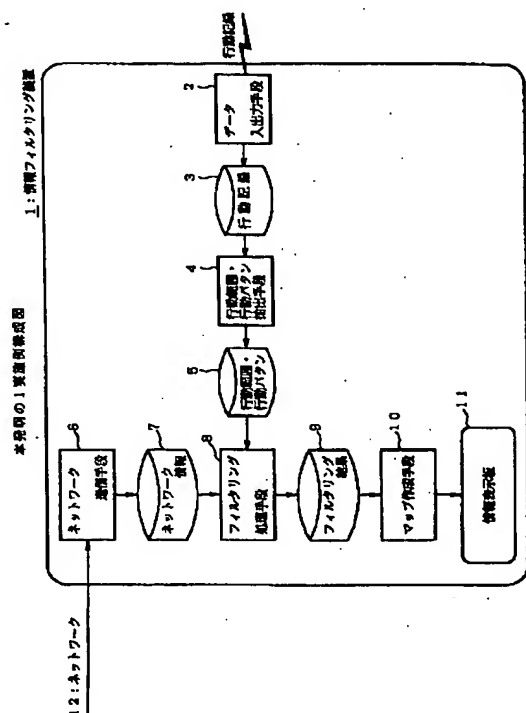 本発明の1実施例構成図
1:情報フィルタリング装置
12:ネットワーク
6
ネットワーク
通信手段
7
ネットワーク
情報
8
フィルタリング
処理手段
9
フィルタリング
結果
10
マップ作成手段
11
情報表示板
5
行動範囲・
行動パタン
4
行動範囲・
行動パタン
抽出手段
3
行動記録
2
データ
入出力手段
行動記録